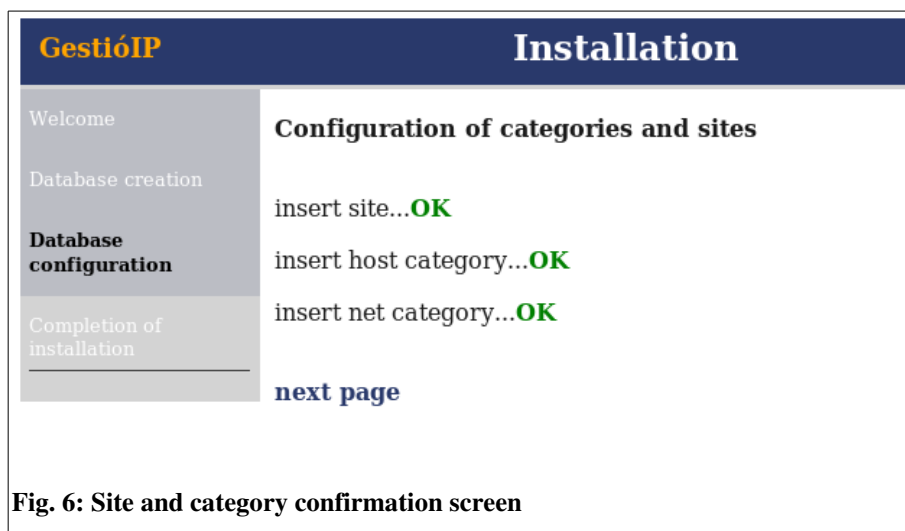 GestióIP
Installation
Welcome
Database creation
Database
configuration
Completion of
installation
Configuration of categories and sites
insert site...OK
insert host category...OK
insert net category...OK
next page
Fig. 6: Site and category confirmation screen